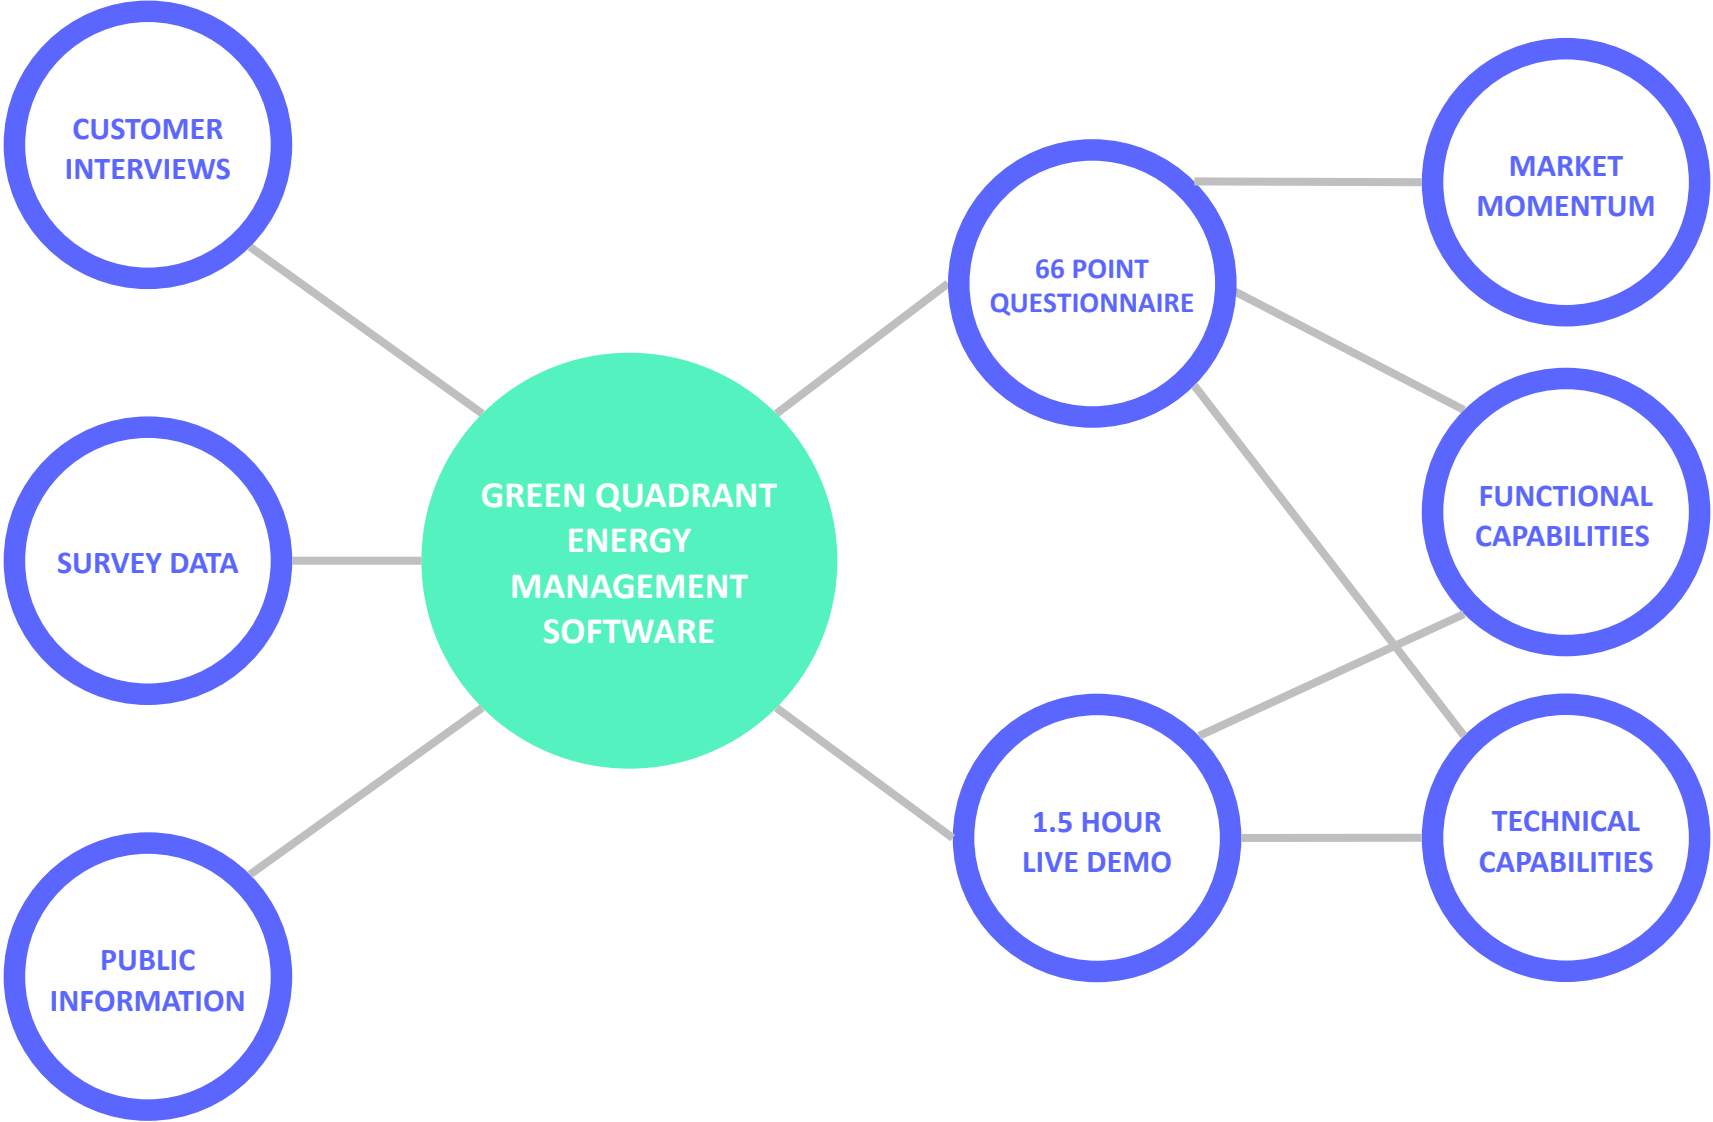 CUSTOMER
INTERVIEWS
SURVEY DATA
PUBLIC
INFORMATION
GREEN QUADRANT
ENERGY
MANAGEMENT
SOFTWARE
66 POINT
QUESTIONNAIRE
1.5 HOUR
LIVE DEMO
MARKET
MOMENTUM
FUNCTIONAL
CAPABILITIES
TECHNICAL
CAPABILITIES